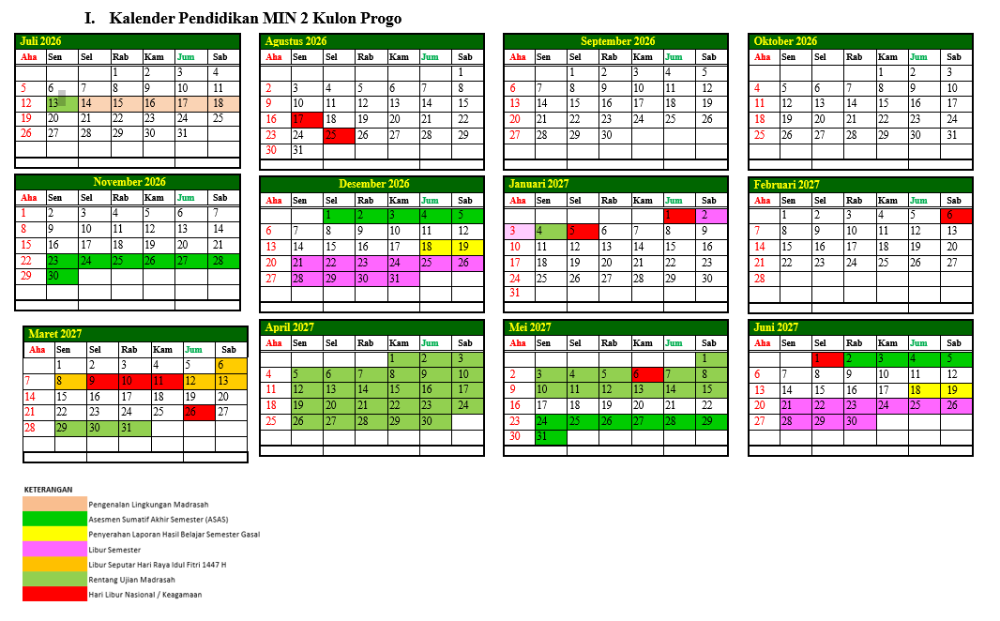 I. Kalender Pendidikan MIN 2 Kulon Progo
Juli 2026
Aha Sen Sel Rab Kam Jum Sab
1 2 3 4
5 6 7 8 9 10 11
12 13 14 15 16 17 18
19 20 21 22 23 24 25
26 27 28 29 30 31
Agustus 2026
Aha Sen Sel Rab Kam Jum Sab
1
2 3 4 5 6 7 8
9 10 11 12 13 14 15
16 17 18 19 20 21 22
23 24 25 26 27 28 29
30 31
September 2026
Aha Sen Sel Rab Kam Jum Sab
1 2 3 4 5
6 7 8 9 10 11 12
13 14 15 16 17 18 19
20 21 22 23 24 25 26
27 28 29 30
Oktober 2026
Aha Sen Sel Rab Kam Jum Sab
1 2 3
4 5 6 7 8 9 10
11 12 13 14 15 16 17
18 19 20 21 22 23 24
25 26 27 28 29 30 31
November 2026
Aha Sen Sel Rab Kam Jum Sab
1 2 3 4 5 6 7
8 9 10 11 12 13 14
15 16 17 18 19 20 21
22 23 24 25 26 27 28
29 30
Desember 2026
Aha Sen Sel Rab Kam Jum Sab
1 2 3 4 5
6 7 8 9 10 11 12
13 14 15 16 17 18 19
20 21 22 23 24 25 26
27 28 29 30 31
Januari 2027
Aha Sen Sel Rab Kam Jum Sab
1 2
3 4 5 6 7 8 9
10 11 12 13 14 15 16
17 18 19 20 21 22 23
24 25 26 27 28 29 30
31
Februari 2027
Aha Sen Sel Rab Kam Jum Sab
1 2 3 4 5 6
7 8 9 10 11 12 13
14 15 16 17 18 19 20
21 22 23 24 25 26 27
28
Maret 2027
Aha Sen Sel Rab Kam Jum Sab
1 2 3 4 5 6
7 8 9 10 11 12 13
14 15 16 17 18 19 20
21 22 23 24 25 26 27
28 29 30 31
April 2027
Aha Sen Sel Rab Kam Jum Sab
1 2 3
4 5 6 7 8 9 10
11 12 13 14 15 16 17
18 19 20 21 22 23 24
25 26 27 28 29 30
Mei 2027
Aha Sen Sel Rab Kam Jum Sab
1
2 3 4 5 6 7 8
9 10 11 12 13 14 15
16 17 18 19 20 21 22
23 24 25 26 27 28 29
30 31
Juni 2027
Aha Sen Sel Rab Kam Jum Sab
1 2 3 4 5
6 7 8 9 10 11 12
13 14 15 16 17 18 19
20 21 22 23 24 25 26
27 28 29 30
KETERANGAN
Pengenalan Lingkungan Madrasah
Asesmen Sumatif Akhir Semester (ASAS)
Penyerahan Laporan Hasil Belajar Semester Gasal
Libur Semester
Libur Seputar Hari Raya Idul Fitri 1447 H
Rentang Ujian Madrasah
Hari Libur Nasional / Keagamaan